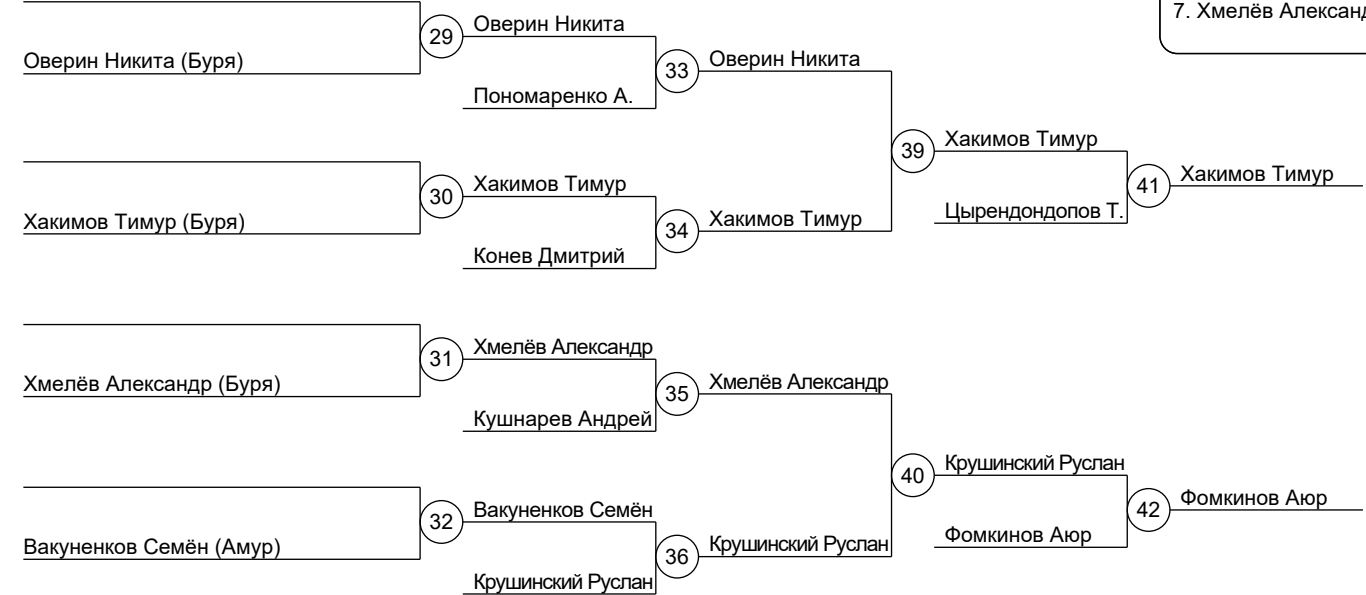 7. Хмелёв Александ
Оверин Никита
29
Оверин Никита (Буря)
Оверин Никита
33
Пономаренко А.
Хакимов Тимур
39
Хакимов Тимур
30
Хакимов Тимур
41
Хакимов Тимур (Буря)
Хакимов Тимур
34
Цырендондопов Т.
Конев Дмитрий
Хмелёв Александр
31
Хмелёв Александр (Буря)
Хмелёв Александр
35
Кушнарев Андрей
Крушинский Руслан
40
Вакуненков Семён
32
Фомкинов Аюр
42
Вакуненков Семён (Амур)
Крушинский Руслан
36
Фомкинов Аюр
Крушинский Руслан